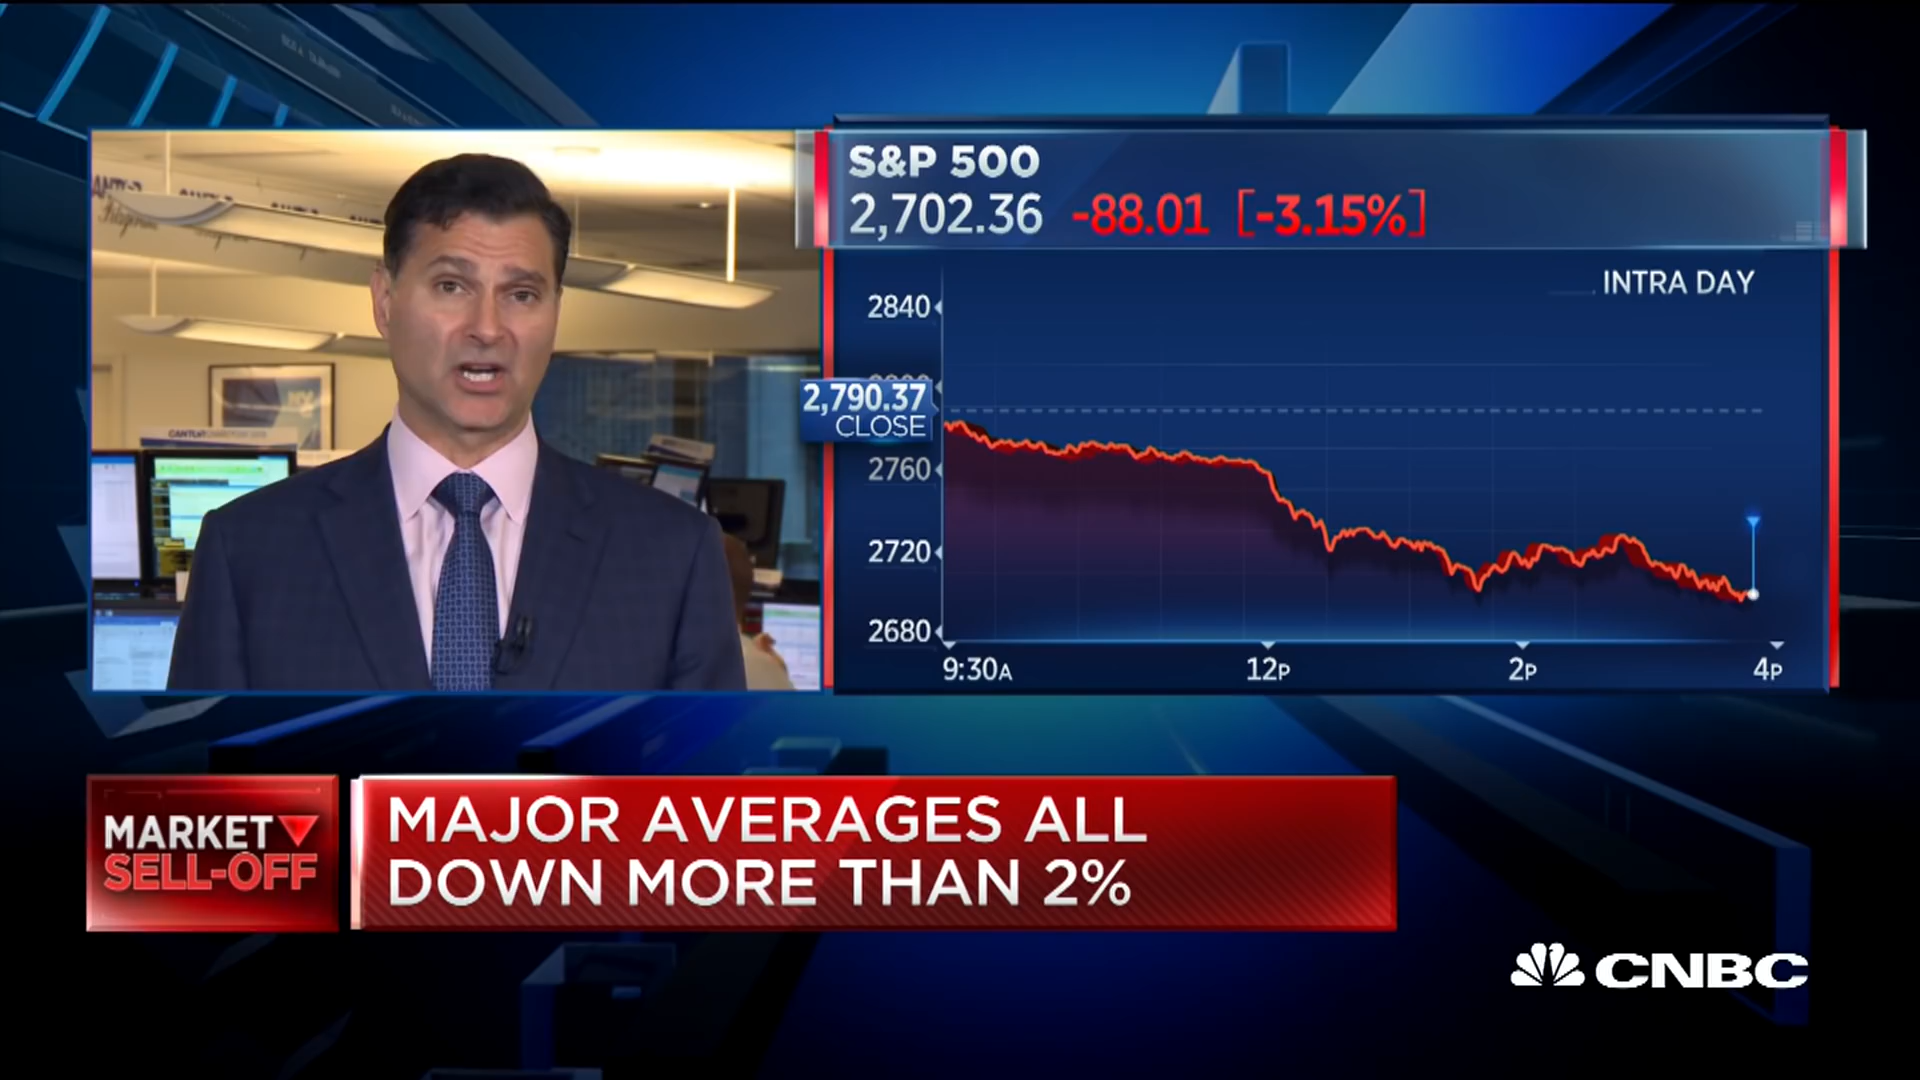 S&P 500
2,702.36 -88.01 [-3.15%]
INTRA DAY
2840
2,790.37
CLOSE
2760
2720
2680
9:30A 12P 2P 4P
MARKET
SELL-OFF
MAJOR AVERAGES ALL
DOWN MORE THAN 2%
CNBC